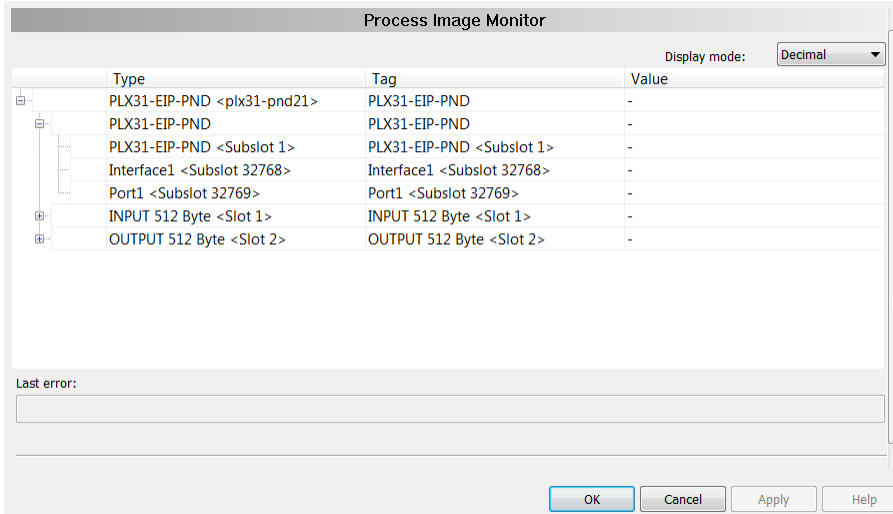 Process Image Monitor
Display mode: Decimal
Type Tag Value
PLX31-EIP-PND <plx31-pnd21> PLX31-EIP-PND -
PLX31-EIP-PND PLX31-EIP-PND -
PLX31-EIP-PND <Subslot 1> PLX31-EIP-PND <Subslot 1> -
Interface1 <Subslot 32768> Interface1 <Subslot 32768> -
Port1 <Subslot 32769> Port1 <Subslot 32769> -
INPUT 512 Byte <Slot 1> INPUT 512 Byte <Slot 1> -
OUTPUT 512 Byte <Slot 2> OUTPUT 512 Byte <Slot 2> -
Last error:
OK Cancel Apply Help